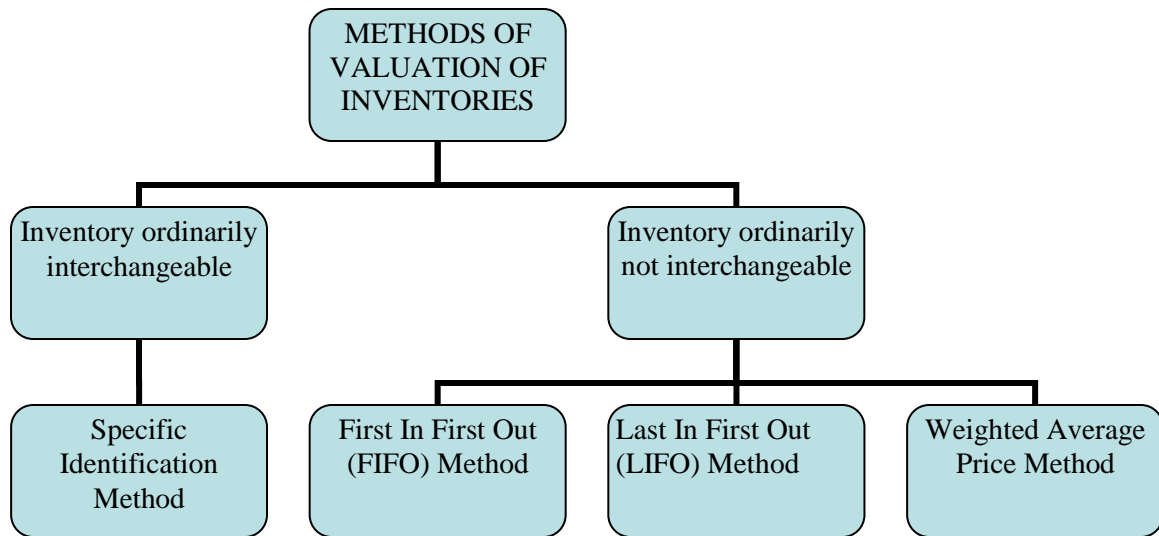 METHODS OF
VALUATION OF
INVENTORIES
Inventory ordinarily
interchangeable
Inventory ordinarily
not interchangeable
Specific
Identification
Method
First In First Out
(FIFO) Method
Last In First Out
(LIFO) Method
Weighted Average
Price Method